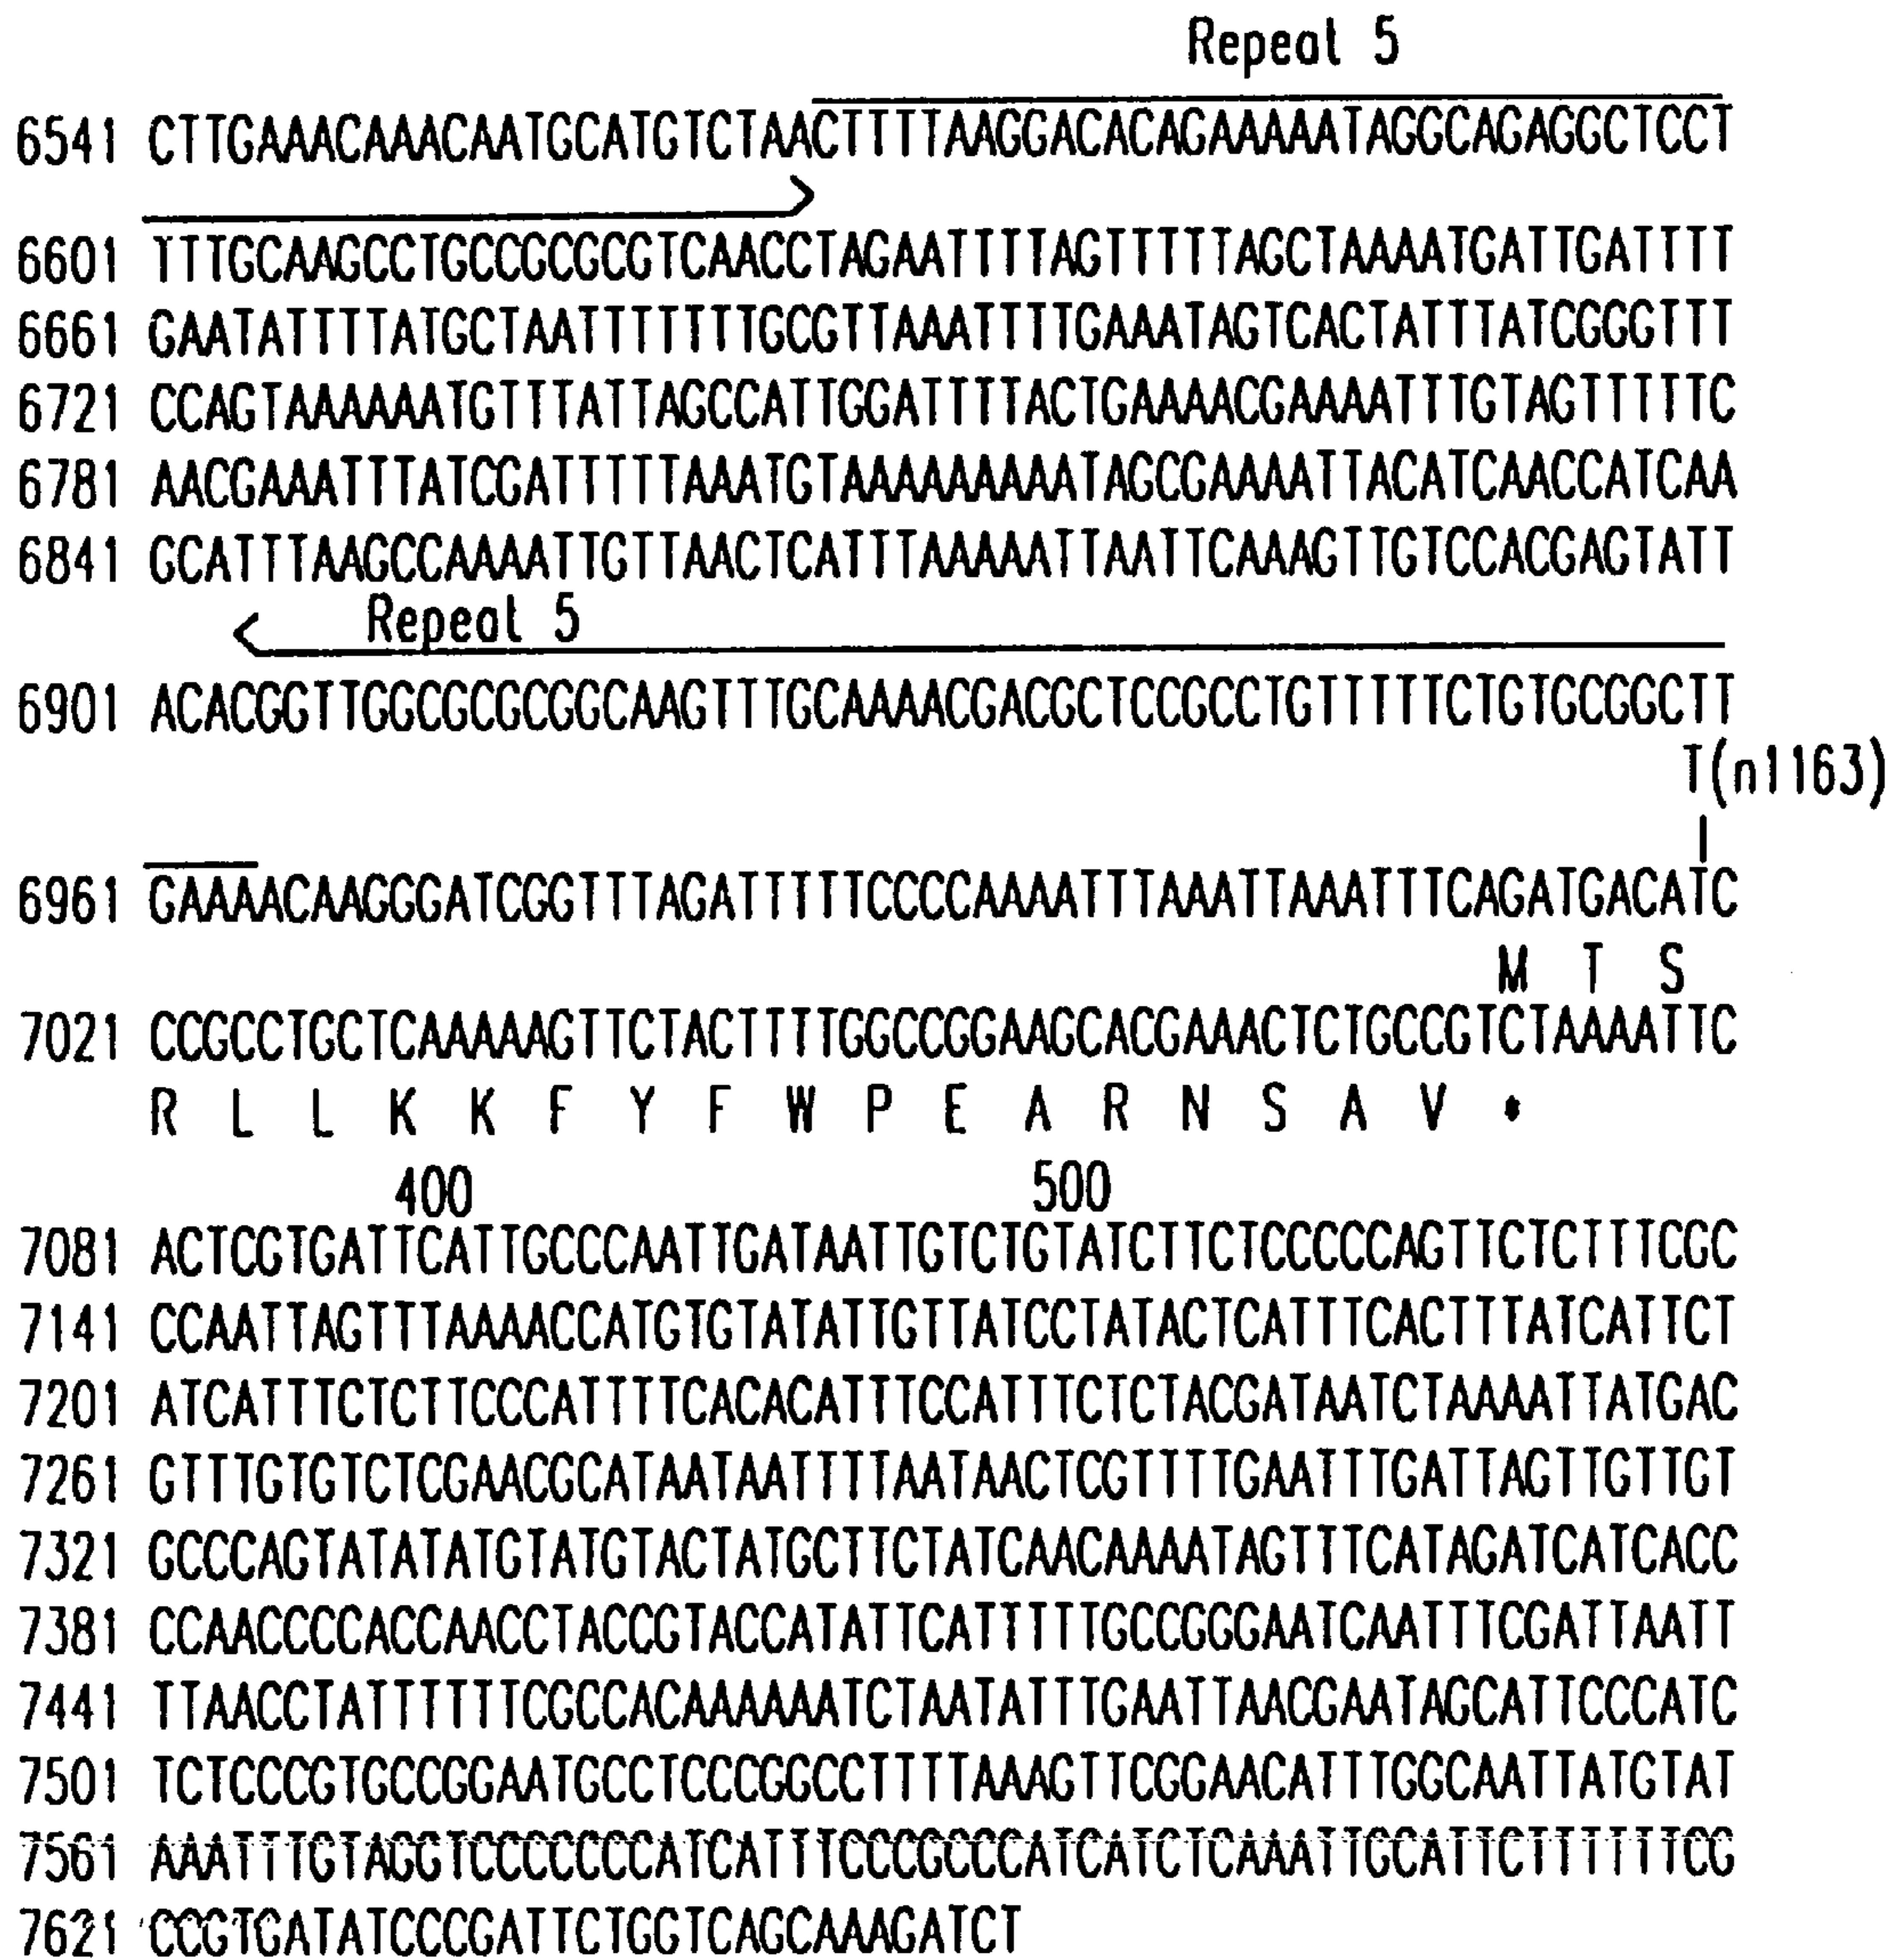 Repeat 5
6541 CTTGAAACAAACAATGCATGTCTAACTTTTTAAGGACACAGAAAAATAGGCAGAGGCTCCT
6601 TTTGCAAGCCTGCCGCGCGTCAACCTAGAATTTTTAGTTTTTAGCTAAAATGATTGATTTT
6661 GAATATTTTATGCTAATTTTTTTGCGTTAAATTTTGAAATAGTCACTATTTATCGGGTTT
6721 CCAGTAAAAAATGTTTATTAGCCATTGGATTTTACTGAAAACGAAAATTTGTAGTTTTTC
6781 AACGAAATTTATCGATTTTTAAATGTAAAAAAAAATAGCGAAAATTACATCAACCATCAA
6841 GCATTTAAGCCAAAATTGTTAACTCATTTAAAAATTAATTCAAAGTTGTCCACGAGTATT
Repeat 5
6901 ACACGGTTGGCGCGCGGCAAGTTTGCAAAACGACGCTCCGCCTGTTTTTCTGTGCGGCTT
T(n1163)
6961 GAAAACAAGGGATCGGTTTAGATTTTTCCCCAAAATTTAAATTAAATTTCAGATGACATC
M T S
7021 CCGCCTGCTCAAAAAGTTCTACTTTTGGCCGGAAGCACGAAACTCTGCCGTCTAAAATTC
R L L K K F Y F W P E A R N S A V *
400 500
7081 ACTCGTGATTCATTGCCCAATTGATAATTGTCTGTATCTTCTCCCCCAGTTCTCTTTCGC
7141 CCAATTAGTTTAAAACCATGTGTATATTGTTATCCTATACTCATTTCACTTTATCATTCT
7201 ATCATTTCTCTTCCCATTTTCACACATTTCCATTTCTCTACGATAATCTAAAATTATGAC
7261 GTTTGTGTCTCGAACGCATAATAATTTTAATAACTCGTTTTGAATTTGATTAGTTGTTGT
7321 GCCCAGTATATATGTATGTACTATGCTTCTATCAACAAAATAGTTTCATAGATCATCACC
7381 CCAACCCCACCAACCTACCGTACCATATTCATTTTTGCCGGGAATCAATTTCGATTAATT
7441 TTAACCTATTTTTTCGCCACAAAAAATCTAATATTTGAATTAACGAATAGCATTCCCATC
7501 TCTCCCGTGCCGGAATGCCTCCCGGCCTTTTAAAGTTCGGAACATTTGGCAATTATGTAT
7561 AAATTTGTAGGTCCCCCCCATCATTTCCCGCCCATCATCTCAAATTGCATTCTTTTTTCG
7621 CCGTGATATCCCGATTCTGGTCAGCAAAGATCT